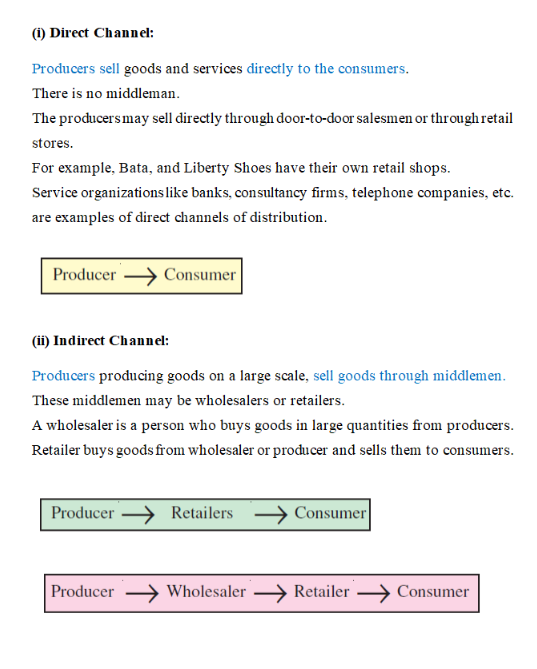 (i) Direct Channel:
Producers sell goods and services directly to the consumers.
There is no middleman.
The producers may sell directly through door-to-door salesmen or through retail
stores.
For example, Bata, and Liberty Shoes have their own retail shops.
Service organizations like banks, consultancy firms, telephone companies, etc.
are examples of direct channels of distribution.
Producer → Consumer
(ii) Indirect Channel:
Producers producing goods on a large scale, sell goods through middlemen.
These middlemen may be wholesalers or retailers.
A wholesaler is a person who buys goods in large quantities from producers.
Retailer buys goods from wholesaler or producer and sells them to consumers.
Producer → Retailers → Consumer
Producer → Wholesaler → Retailer → Consumer